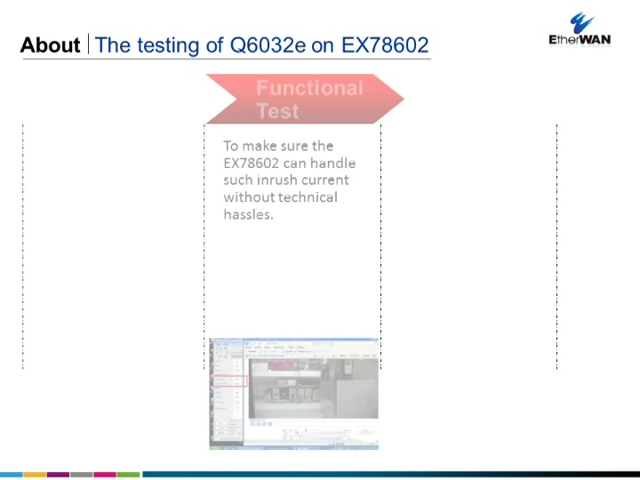 About | The testing of Q6032e on EX78602
EtherWAN
Functional
Test
To make sure the
EX78602 can handle
such inrush current
without technical
hassles.